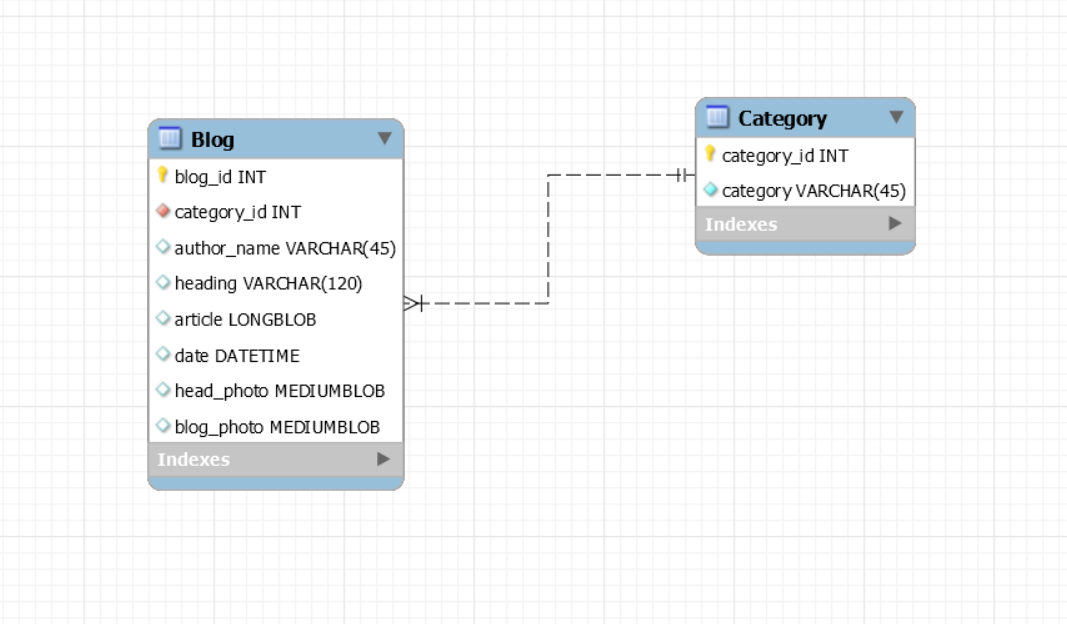 Blog
blog_id INT
category_id INT
author_name VARCHAR(45)
heading VARCHAR(120)
article LONGBLOB
date DATETIME
head_photo MEDIUMBLOB
blog_photo MEDIUMBLOB
Indexes
Category
category_id INT
category VARCHAR(45)
Indexes